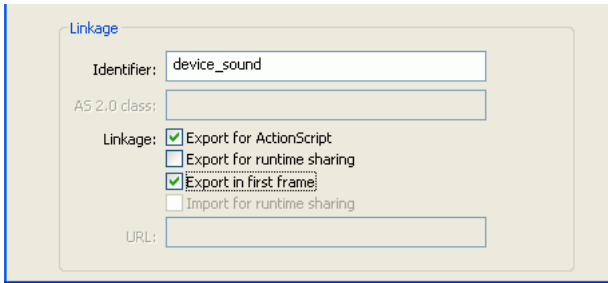 Linkage
Identifier: device_sound
AS 2.0 class:
Linkage: Export for ActionScript
Export for runtime sharing
Export in first frame
Import for runtime sharing
URL: